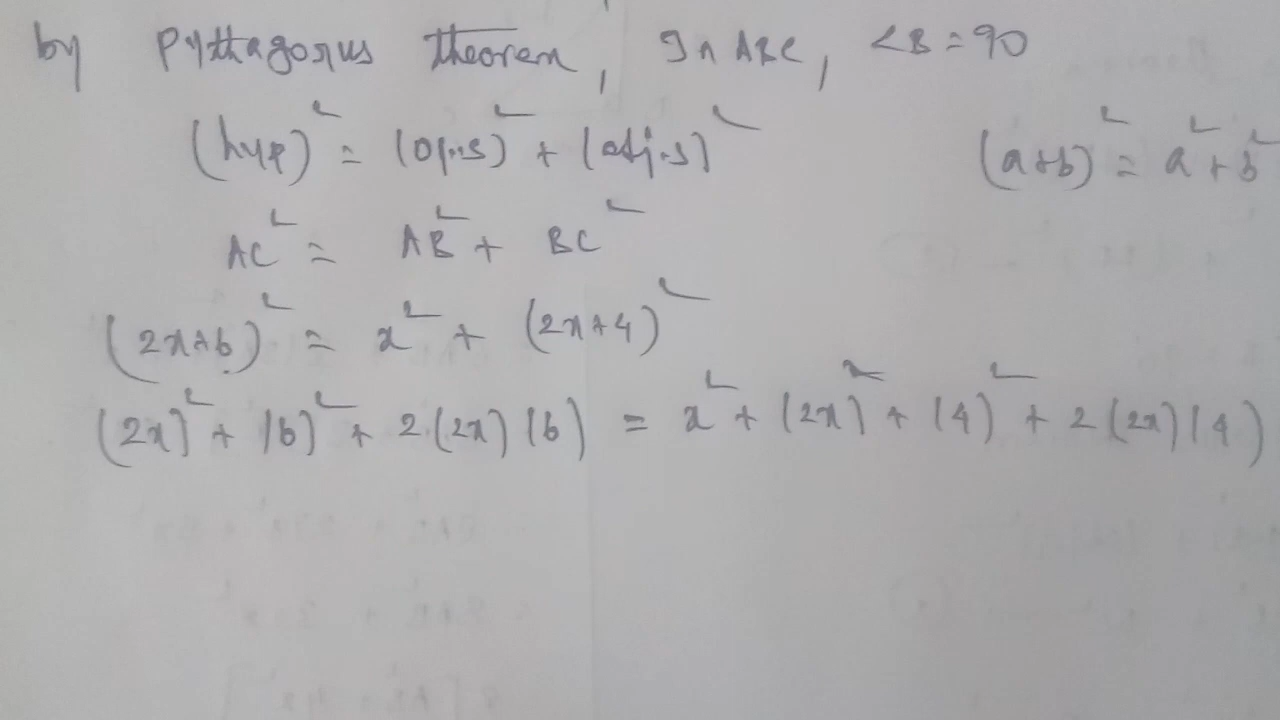 by Pythagorus theorem, In ABC, ∠B = 90
(hyp)² = (opp.s)² + (adj.s)²
(a+b)² = a² + b²
AC² = AB² + BC²
(2x+6)² = x² + (2x+4)²
(2x)² + (6)² + 2(2x)(6) = x² + (2x)² + (4)² + 2(2x)(4)